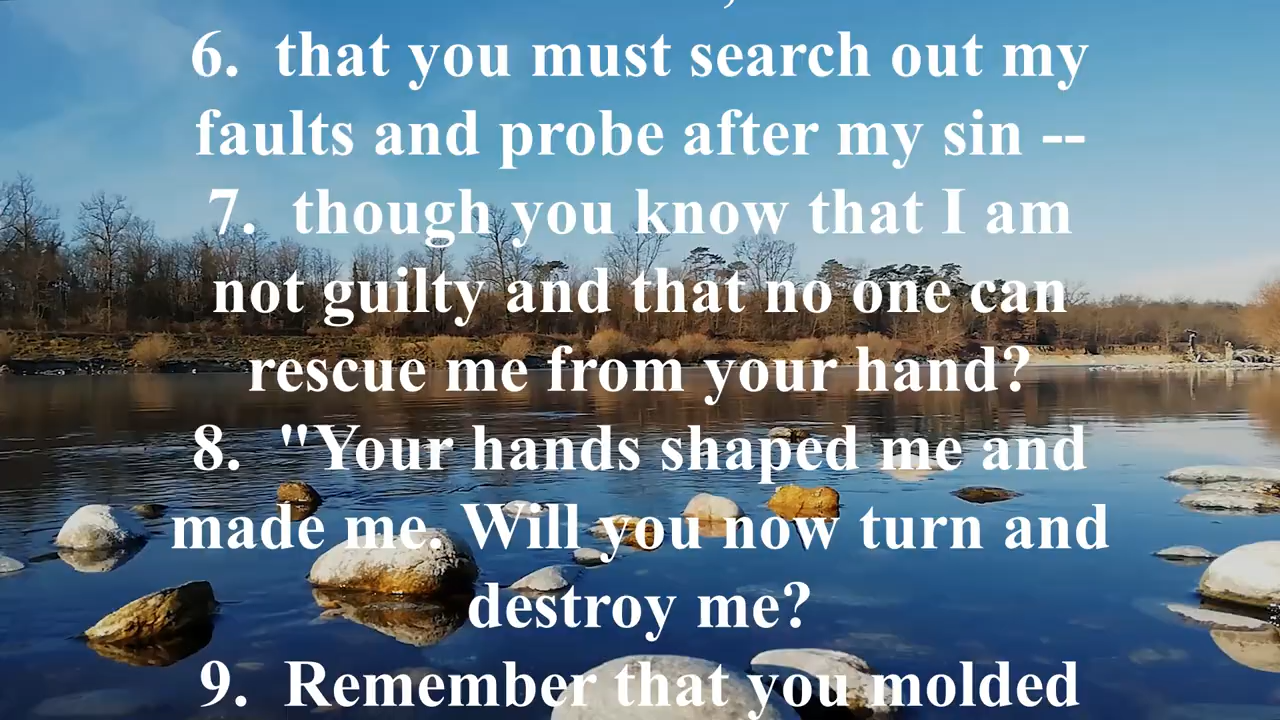 6. that you must search out my
faults and probe after my sin --
7. though you know that I am
not guilty and that no one can
rescue me from your hand?
8. "Your hands shaped me and
made me. Will you now turn and
destroy me?
9. Remember that you molded